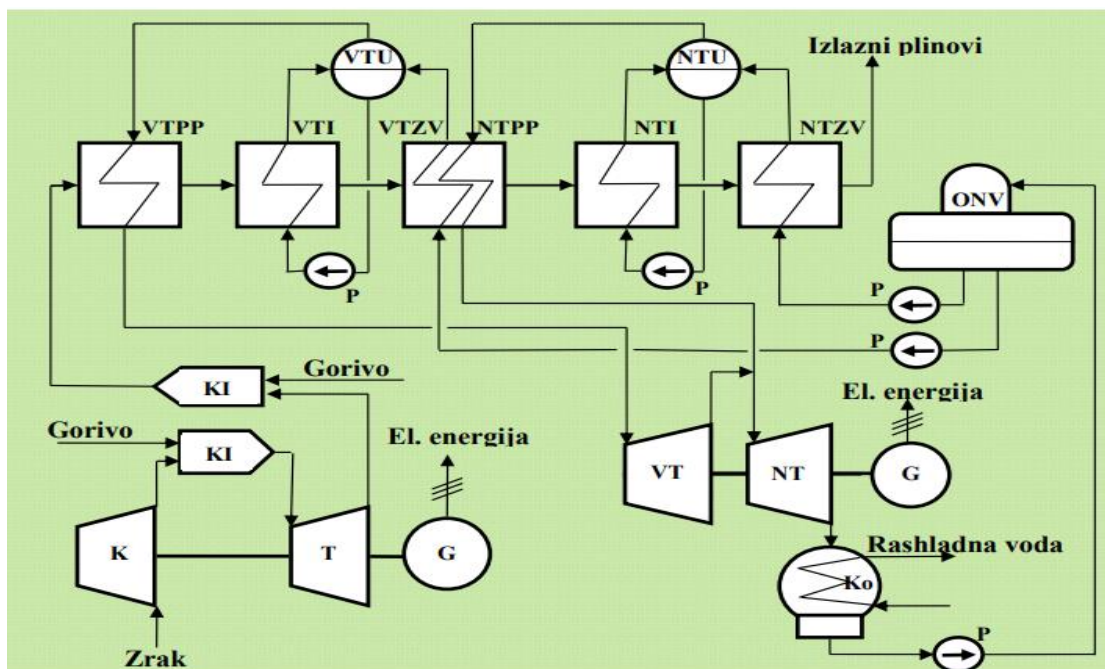 VTU
NTU
Izlazni plinovi
VTPP
VTI
VTZV
NTPP
NTI
NTZV
ONV
P
P
P
P
KI
Gorivo
Gorivo
KI
El. energija
El. energija
VT
NT
G
K
T
G
Rashladna voda
Ko
P
Zrak